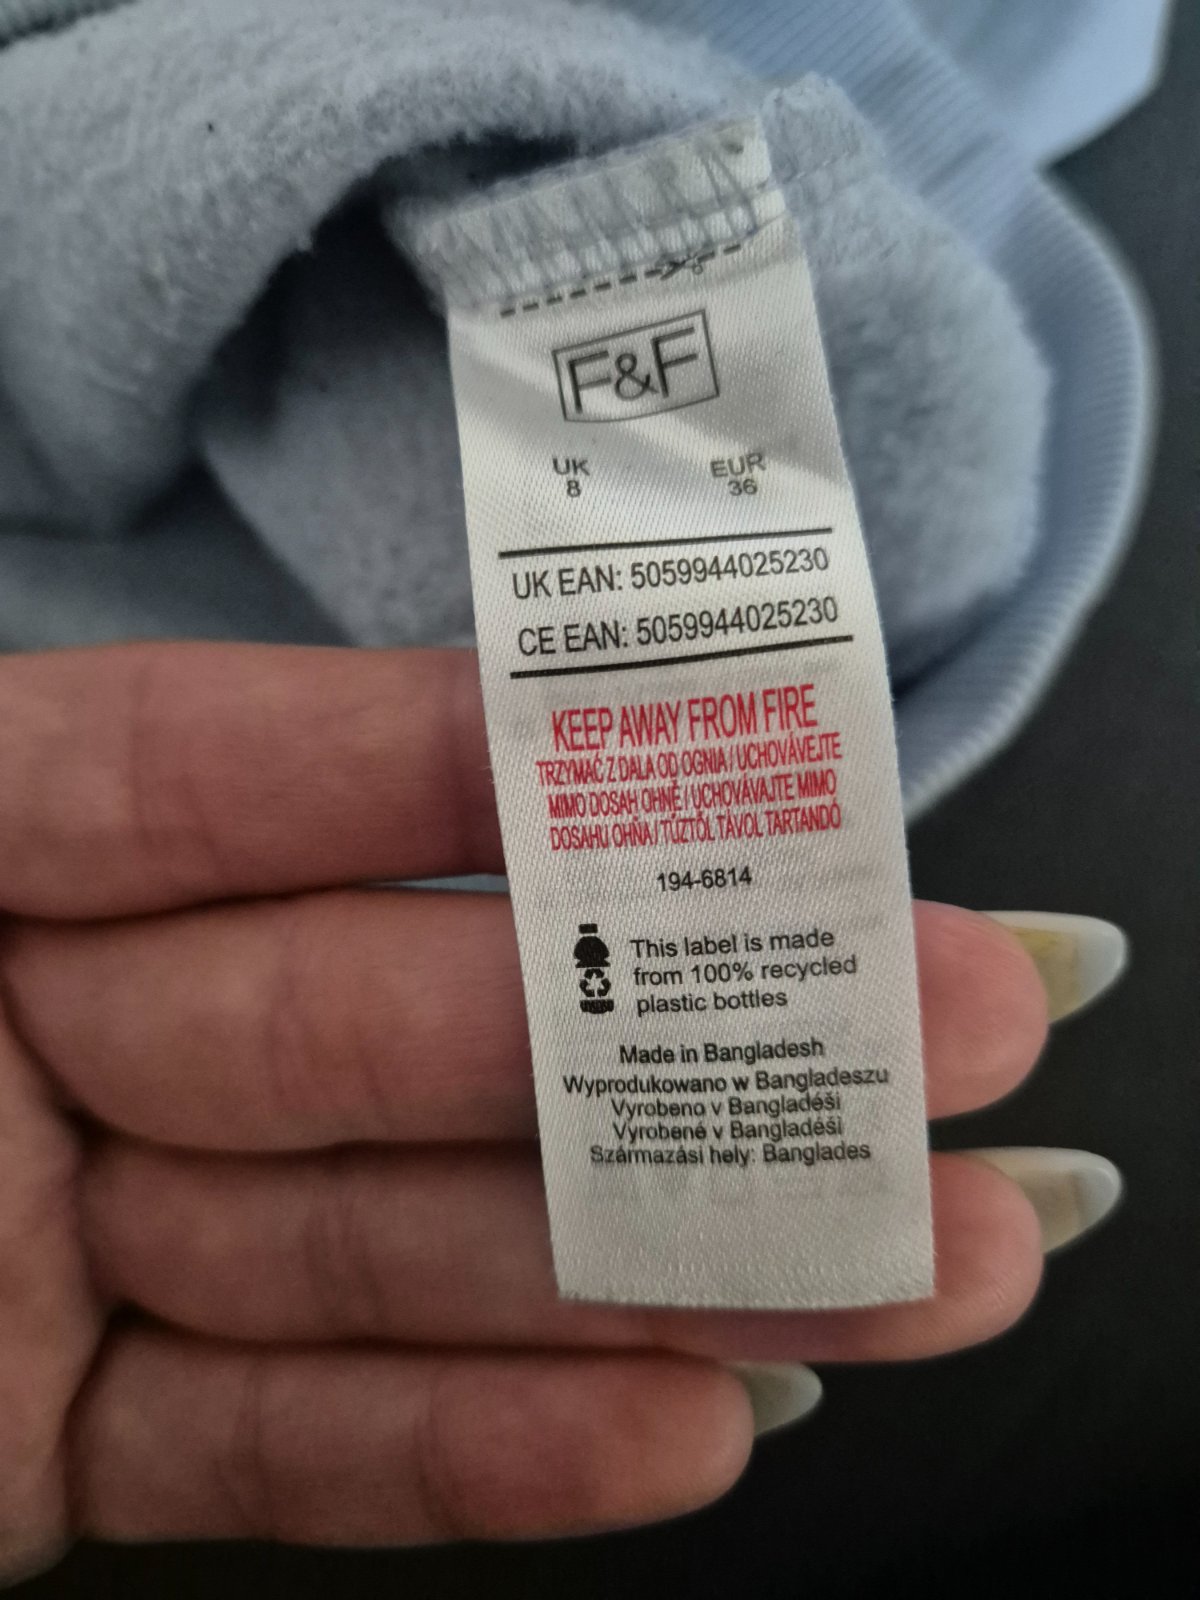 F&F
UK EUR
8 36
UK EAN: 5059944025230
CE EAN: 5059944025230
KEEP AWAY FROM FIRE
TRZYMAĆ Z DALA OD OGNIA / UCHOVÁVEJTE
MIMO DOSAH OHNĚ / UCHOVÁVAJTE MIMO
DOSAHU OHŇA / TŰZTŐL TÁVOL TARTANDÓ
194-6814
This label is made
from 100% recycled
plastic bottles
Made in Bangladesh
Wyprodukowano w Bangladeszu
Vyrobeno v Bangladéši
Vyrobené v Bangladéši
Származási hely: Banglades